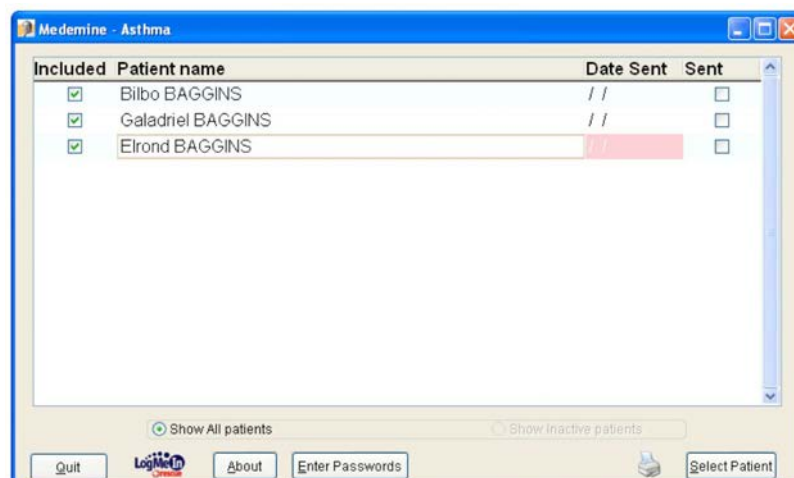 Medemine - Asthma
Included Patient name Date Sent Sent
Bilbo BAGGINS / /
Galadriel BAGGINS / /
Elrond BAGGINS / /
Show All patients Show Inactive patients
Quit LogMeIn Rescue About Enter Passwords Select Patient